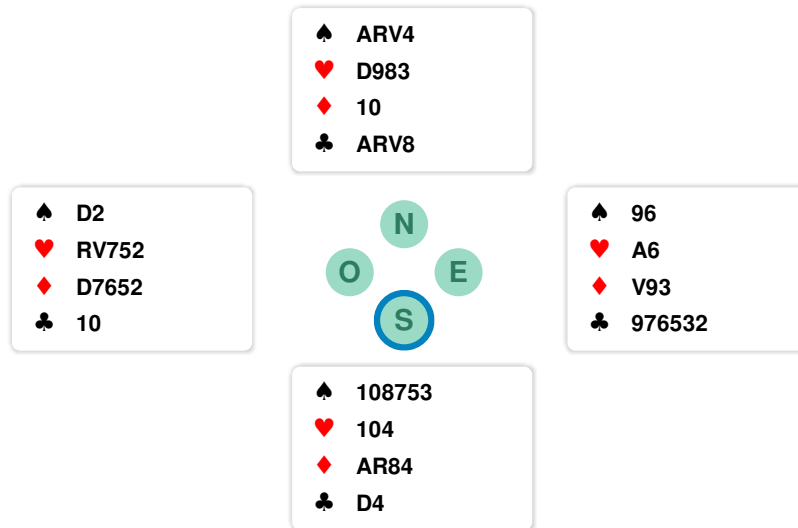 ♠ ARV4
♥ D983
♦ 10
♣ ARV8
♠ D2
♥ RV752
♦ D7652
♣ 10
N
O E
S
♠ 96
♥ A6
♦ V93
♣ 976532
♠ 108753
♥ 104
♦ AR84
♣ D4